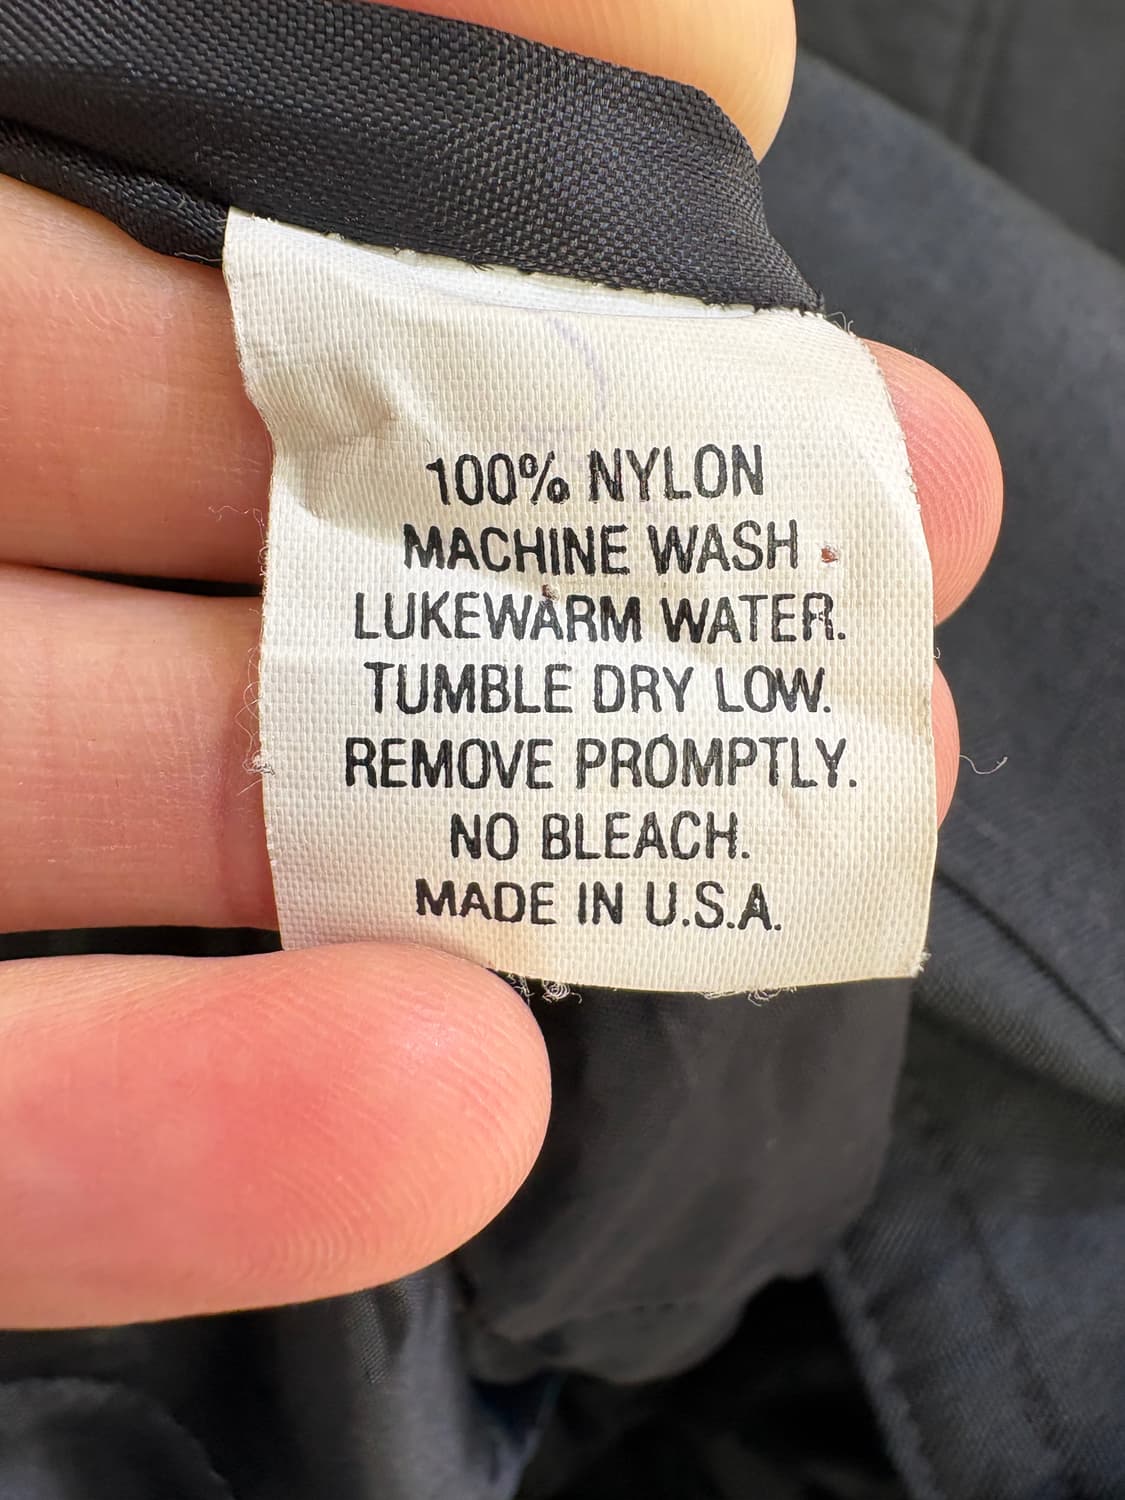 100% NYLON
MACHINE WASH
LUKEWARM WATER.
TUMBLE DRY LOW.
REMOVE PROMPTLY.
NO BLEACH.
MADE IN U.S.A.